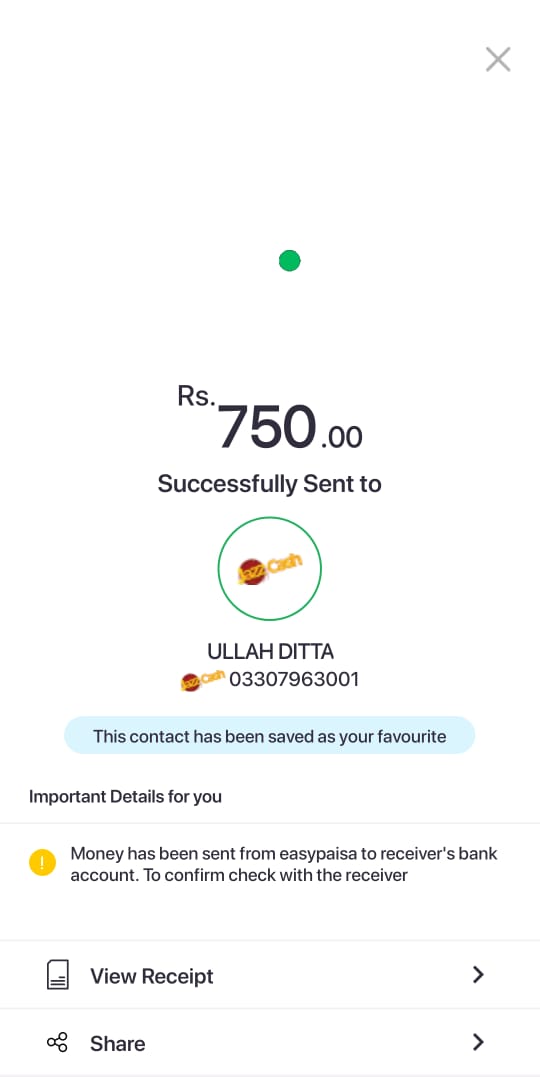 Rs.
750.00
Successfully Sent to
JazzCash
ULLAH DITTA
JazzCash 03307963001
This contact has been saved as your favourite
Important Details for you
!
Money has been sent from easypaisa to receiver's bank
account. To confirm check with the receiver
View Receipt
Share